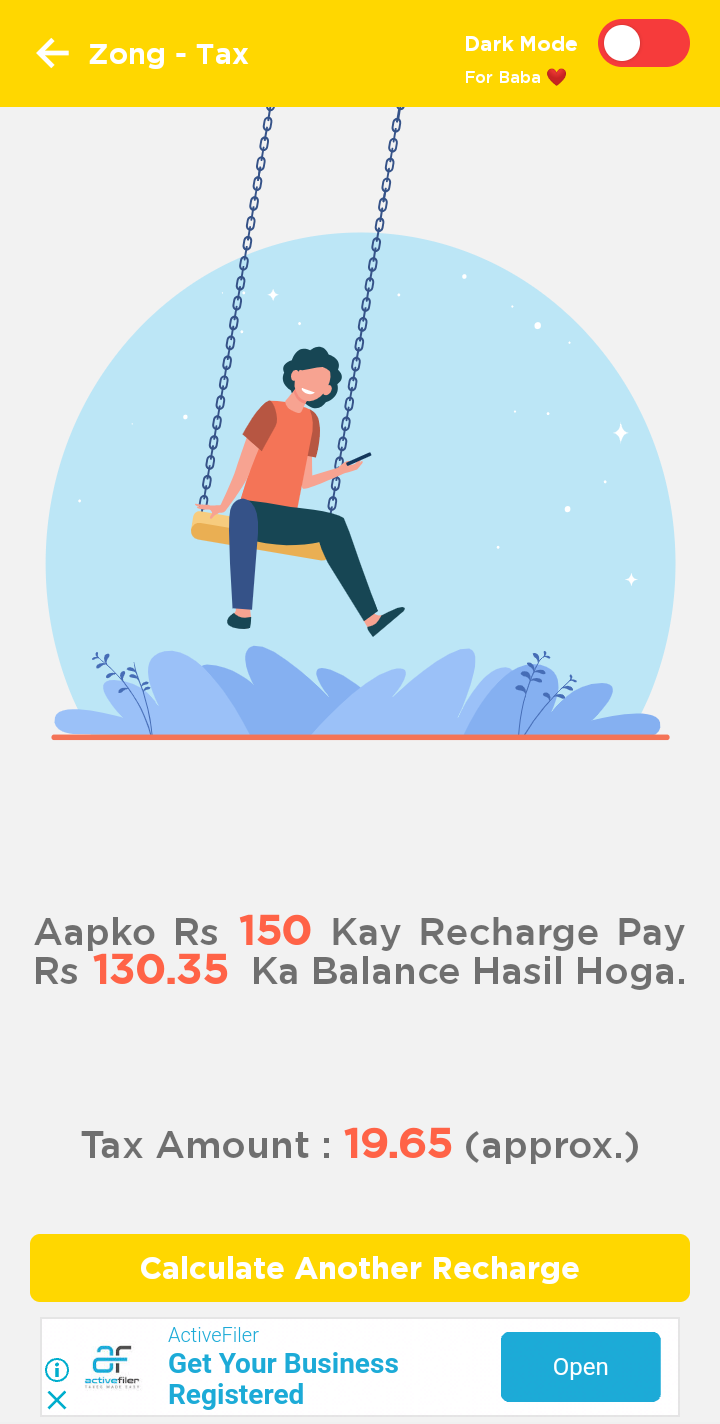 Zong - Tax
Dark Mode
For Baba ❤️
Aapko Rs 150 Kay Recharge Pay
Rs 130.35 Ka Balance Hasil Hoga.
Tax Amount : 19.65 (approx.)
Calculate Another Recharge
ActiveFiler
Get Your Business
Registered
Open
activefiler
TAXES MADE EASY